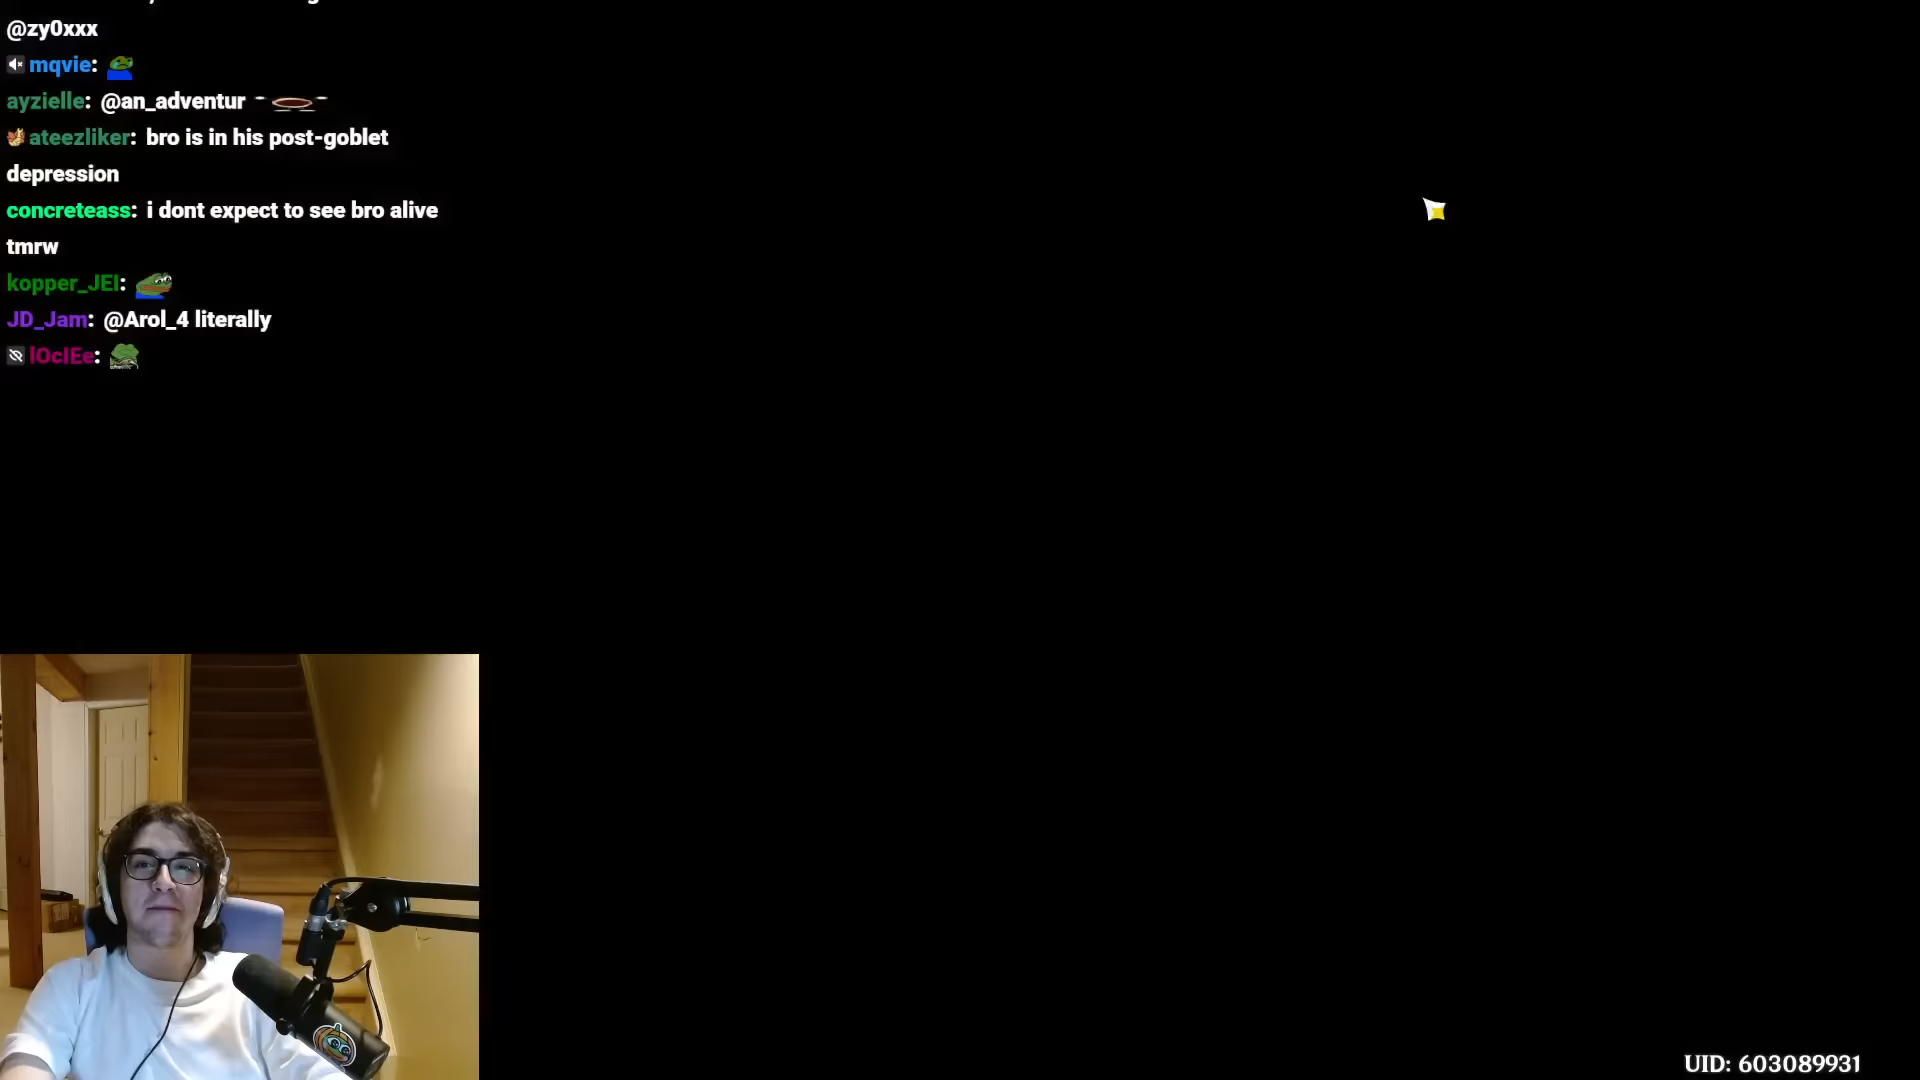 @zy0xxx
mqvie:
ayzielle: @an_adventur
ateezliker: bro is in his post-goblet
depression
concreteass: i dont expect to see bro alive
tmrw
kopper_JEI:
JD_Jam: @Arol_4 literally
UID: 603089931